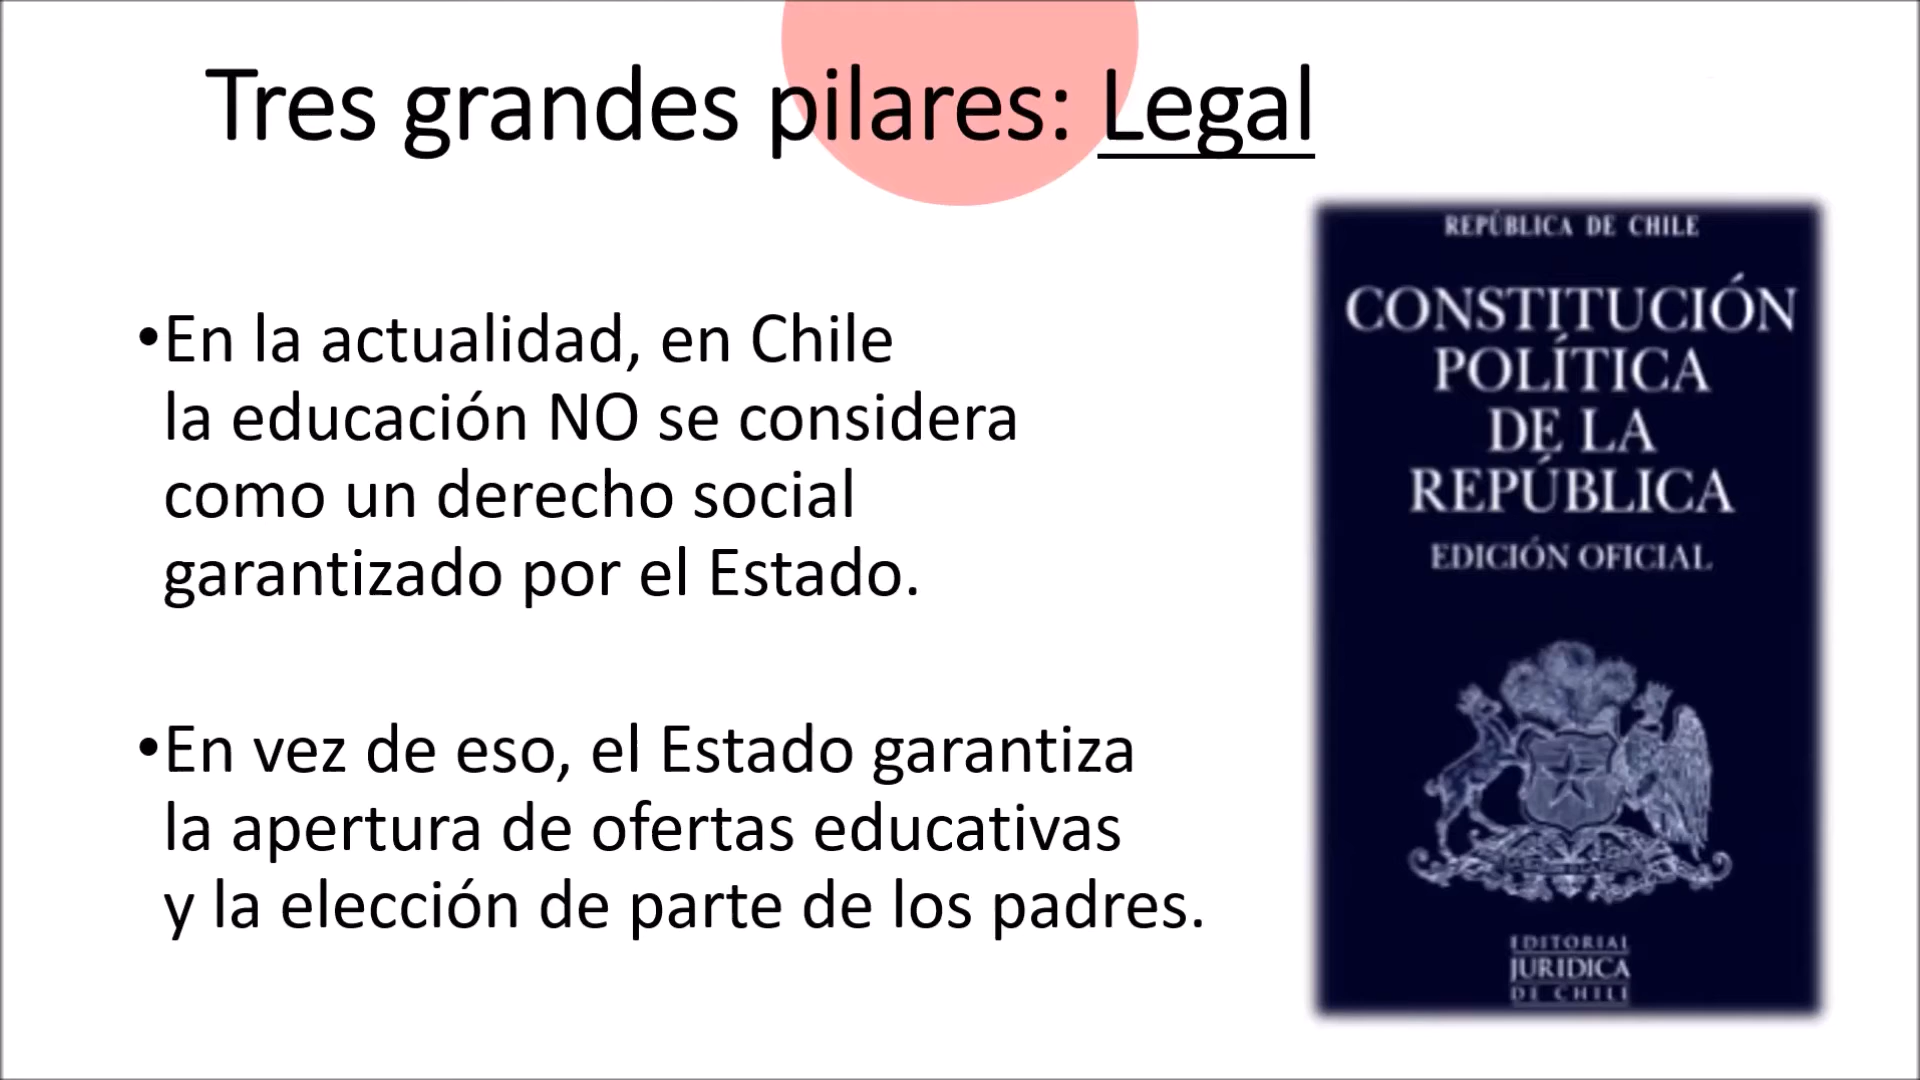 Tres grandes pilares: Legal
•En la actualidad, en Chile
la educación NO se considera
como un derecho social
garantizado por el Estado.
•En vez de eso, el Estado garantiza
la apertura de ofertas educativas
y la elección de parte de los padres.
REPÚBLICA DE CHILE
CONSTITUCIÓN
POLÍTICA
DE LA
REPÚBLICA
EDICIÓN OFICIAL
EDITORIAL
JURIDICA
DE CHILE